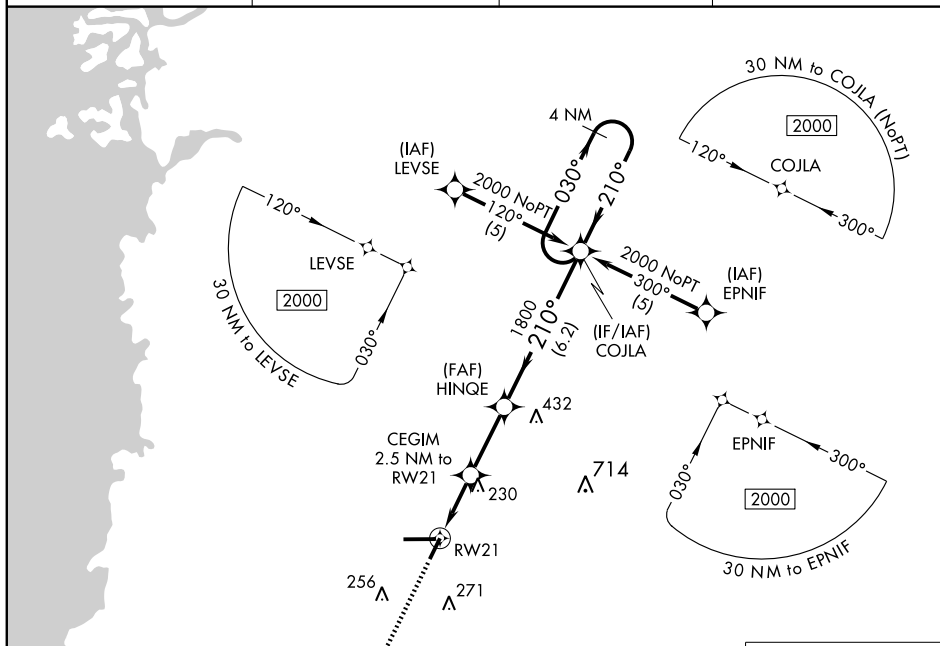 30 NM to COJLA (NoPT)
2000
120°
COJLA
300°
4 NM
030°
210°
(IAF)
LEVSE
2000 NoPT
120°
(5)
2000 NoPT
300°
(5)
(IAF)
EPNIF
(IF/IAF)
COJLA
120°
LEVSE
2000
030°
30 NM to LEVSE
1800
210°
(6.2)
(FAF)
HINQE
432
CEGIM
2.5 NM to
RW21
230
714
RW21
256
271
EPNIF
300°
030°
2000
30 NM to EPNIF